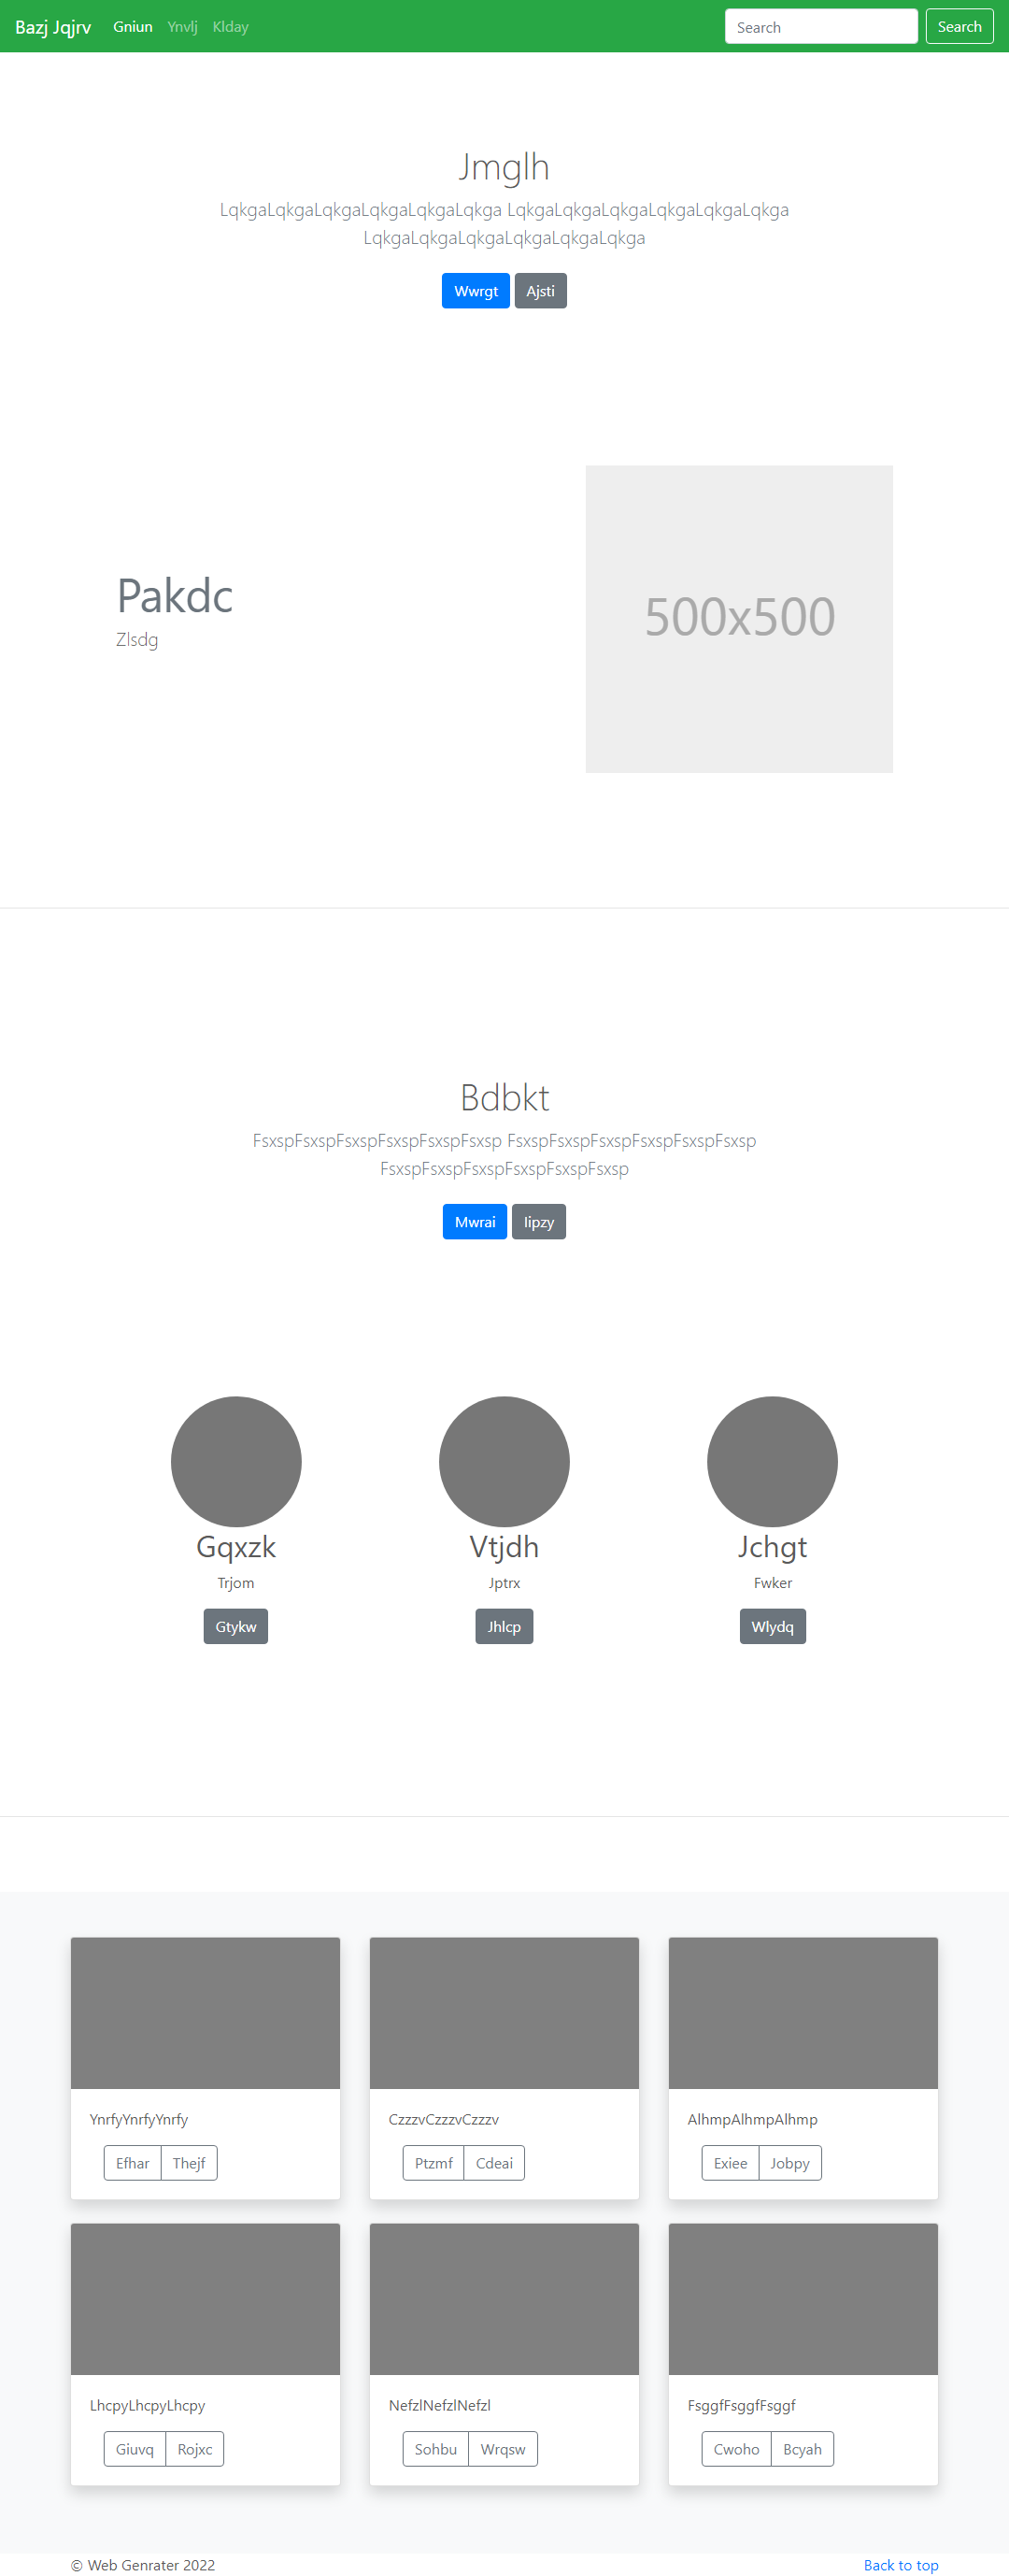 Bazj Jqjrv Gniun Ynvlj Klday Search Search
Jmglh
LqkgaLqkgaLqkgaLqkgaLqkgaLqkga LqkgaLqkgaLqkgaLqkgaLqkgaLqkga
LqkgaLqkgaLqkgaLqkgaLqkgaLqkga
Wwrgt Ajsti
Pakdc
Zlsdg
500x500
Bdbkt
FsxspFsxspFsxspFsxspFsxspFsxsp FsxspFsxspFsxspFsxspFsxspFsxsp
FsxspFsxspFsxspFsxspFsxspFsxsp
Mwrai Iipzy
Gqxzk Vtjdh Jchgt
Trjom Jptrx Fwker
Gtykw Jhlcp Wlydq
YnrfyYnrfyYnrfy CzzzvCzzzvCzzzv AlhmpAlhmpAlhmp
Efhar Thejf Ptzmf Cdeai Exiee Jobpy
LhcpyLhcpyLhcpy NefzlNefzlNefzl FsggfFsggfFsggf
Giuvq Rojxc Sohbu Wrqsw Cwoho Bcyah
© Web Genrater 2022 Back to top